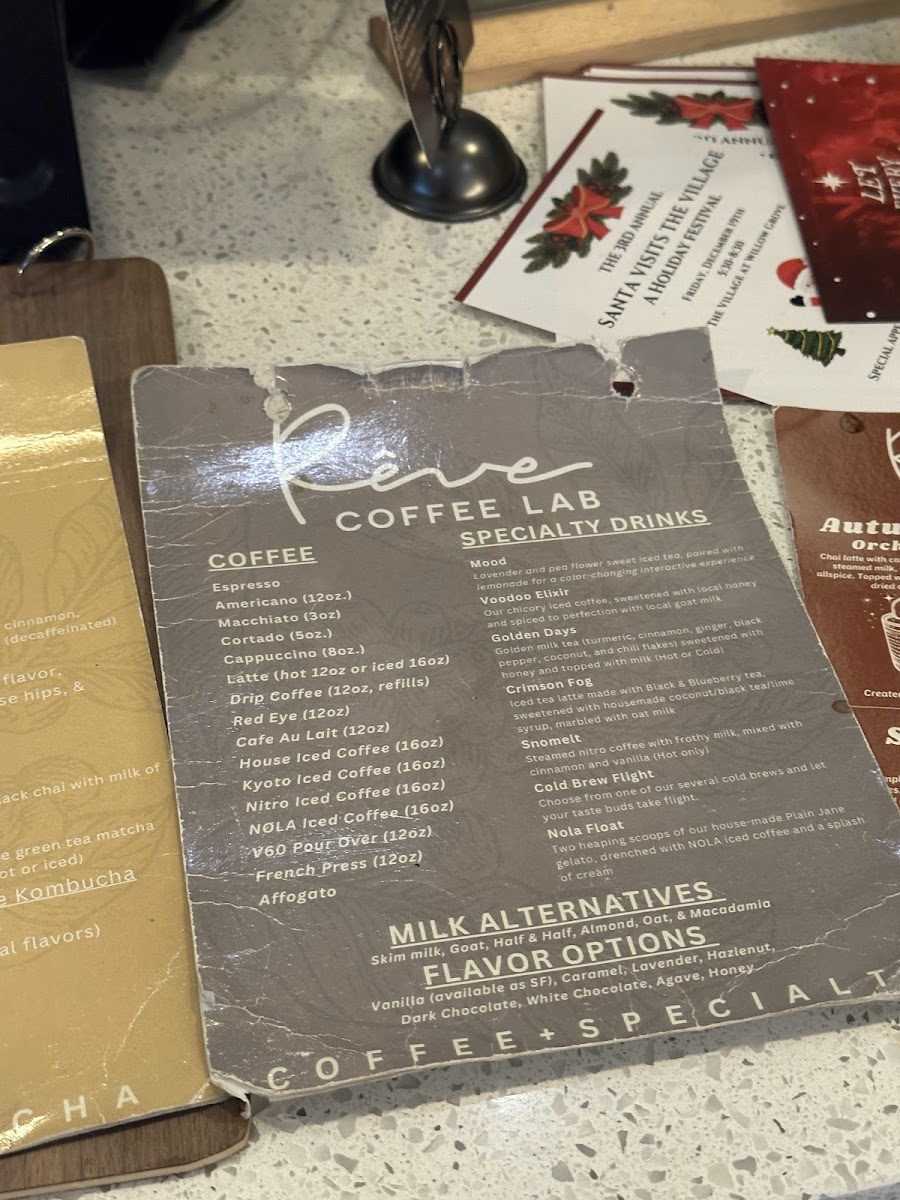 Rêve
COFFEE LAB
COFFEE
Espresso
Americano (12oz.)
Macchiato (3oz)
Cortado (5oz.)
Cappuccino (8oz.)
Latte (hot 12oz or iced 16oz)
Drip Coffee (12oz, refills)
Red Eye (12oz)
Cafe Au Lait (12oz)
House Iced Coffee (16oz)
Kyoto Iced Coffee (16oz)
Nitro Iced Coffee (16oz)
NØLA Iced Coffee (16oz)
V60 Pour Over (12oz)
French Press (12oz)
Affogato
SPECIALTY DRINKS
Mood
Lavender and pea flower sweet iced tea, paired with
lemonade for a color-changing interactive experience
Voodoo Elixir
Our chicory iced coffee, sweetened with local honey
and spiced to perfection with local goat milk
Golden Days
Golden milk tea (turmeric, cinnamon, ginger, black
pepper, coconut, and chili flakes) sweetened with
honey and topped with milk (Hot or Cold)
Crimson Fog
Iced tea latte made with Black & Blueberry tea,
sweetened with housemade coconut/black tea/lime
syrup, marbled with oat milk
Snomelt
Steamed nitro coffee with frothy milk, mixed with
cinnamon and vanilla (Hot only)
Cold Brew Flight
Choose from one of our several cold brews and let
your taste buds take flight.
Nola Float
Two heaping scoops of our house-made Plain Jane
gelato, drenched with NOLA iced coffee and a splash
of cream
MILK ALTERNATIVES
Skim milk, Goat, Half & Half, Almond, Oat, & Macadamia
FLAVOR OPTIONS
Vanilla (available as SF), Caramel, Lavender, Hazlenut,
Dark Chocolate, White Chocolate, Agave, Honey
COFFEE+SPECIALT
cinnamon,
(decaffeinated)
flavor,
se hips, &
ack chai with milk of
e green tea matcha
ot or iced)
e Kombucha
al flavors)
CHA
THE 3RD ANNUAL
SANTA VISITS THE VILLAGE
A HOLIDAY FESTIVAL
FRIDAY, DECEMBER 19TH
5:30-8:30
THE VILLAGE AT WILLOW GROVE
SPECIAL APP
ANNU
LET
Autu
Orch
Chai latte with ca
steamed milk,
allspice. Topped w
dried
Create
S